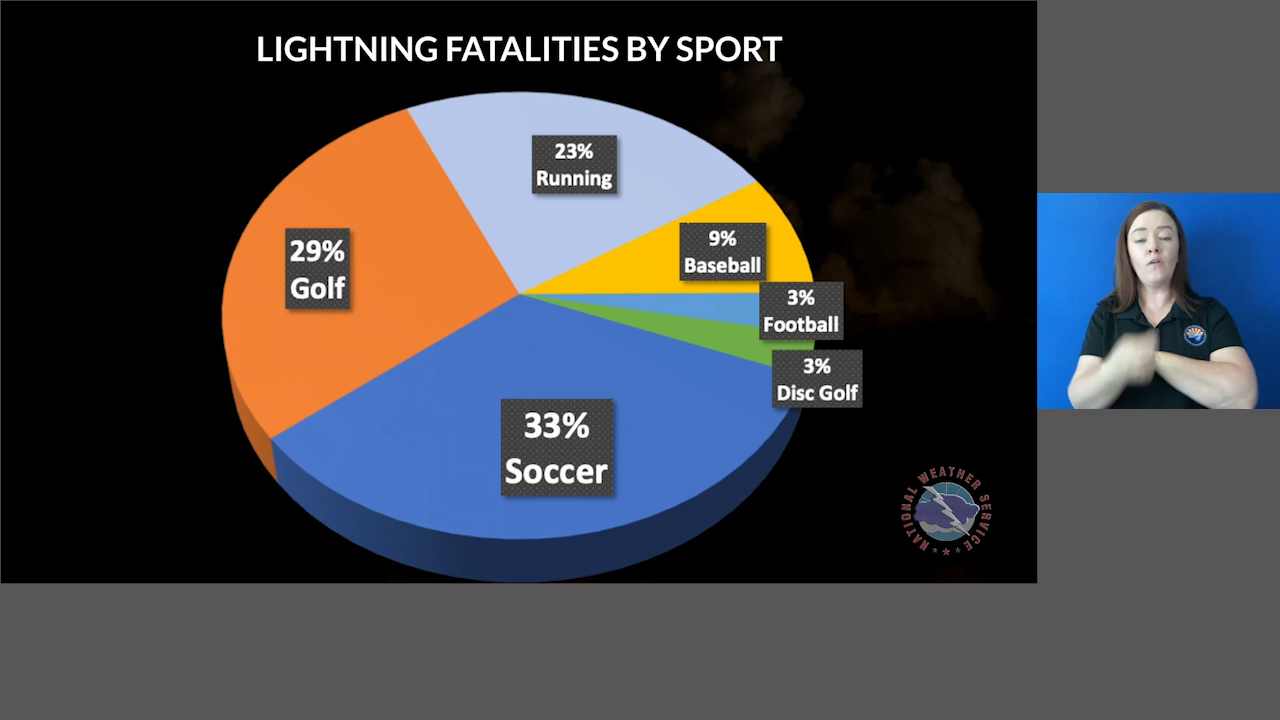 LIGHTNING FATALITIES BY SPORT
23%
Running
9%
Baseball
29%
Golf
3%
Football
3%
Disc Golf
33%
Soccer
NATIONAL WEATHER SERVICE